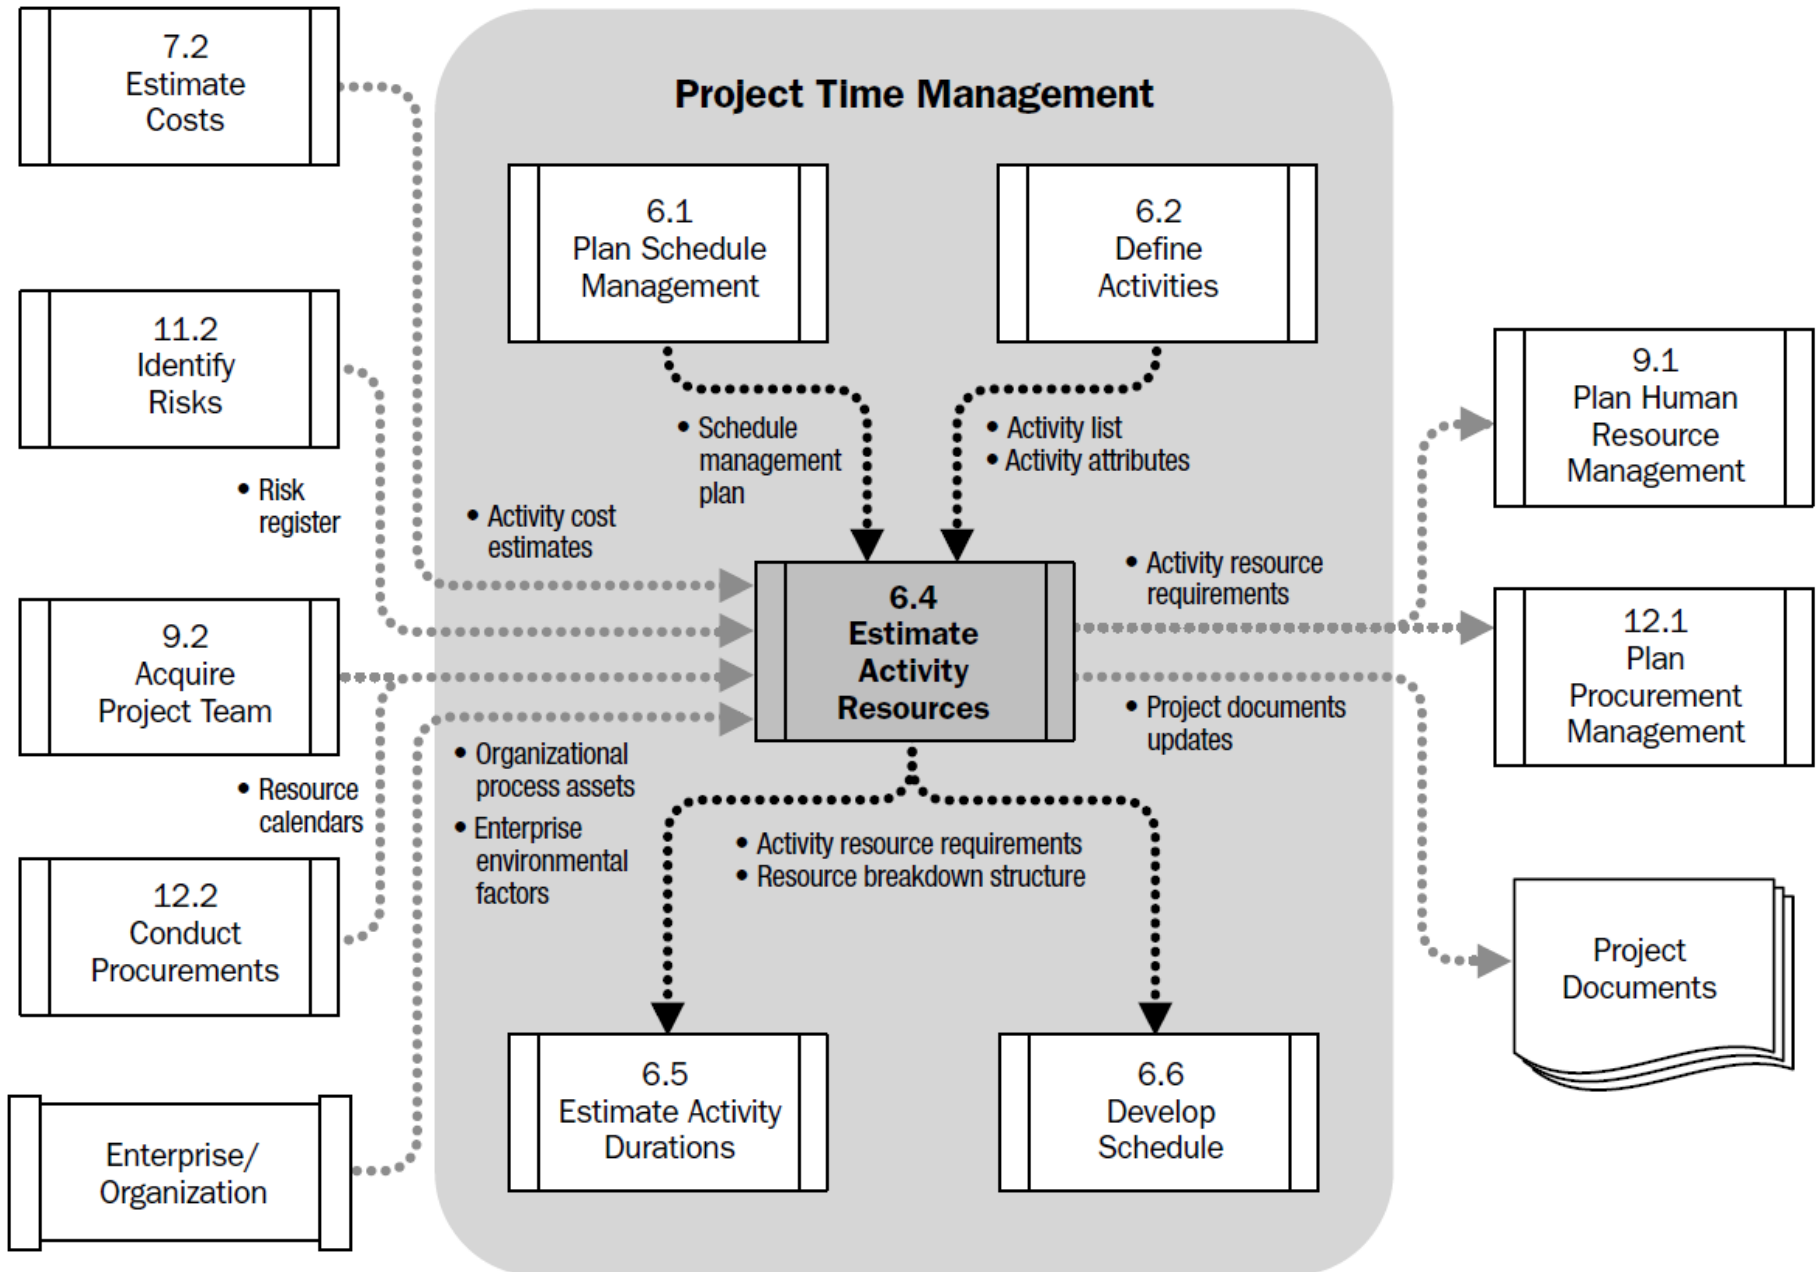 7.2
Estimate
Costs
11.2
Identify
Risks
• Risk
register
9.2
Acquire
Project Team
• Resource
calendars
12.2
Conduct
Procurements
Enterprise/
Organization
Project Time Management
6.1
Plan Schedule
Management
6.2
Define
Activities
• Schedule
management
plan
• Activity list
• Activity attributes
• Activity cost
estimates
6.4
Estimate
Activity
Resources
• Organizational
process assets
• Enterprise
environmental
factors
• Activity resource
requirements
• Project documents
updates
• Activity resource requirements
• Resource breakdown structure
6.5
Estimate Activity
Durations
6.6
Develop
Schedule
9.1
Plan Human
Resource
Management
12.1
Plan
Procurement
Management
Project
Documents